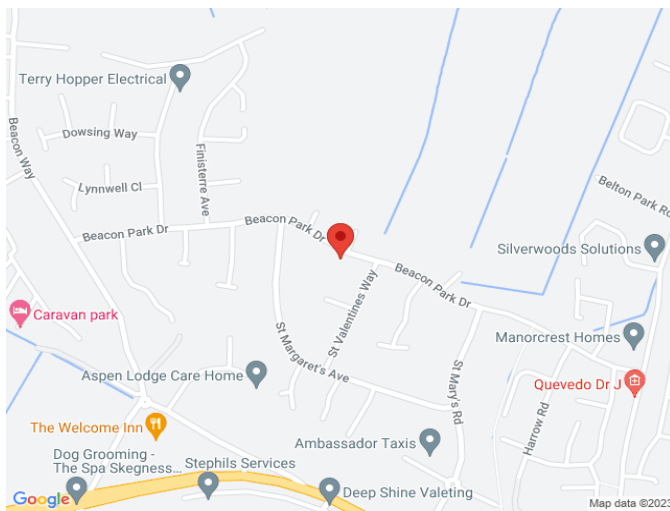 Terry Hopper Electrical
Beacon Way
Dowsing Way
Finisterre Ave
Lynnwell Cl
Belton Park R
Beacon Park Dr
Beacon Park Dr
Silverwoods Solutions
Beacon Park Dr
St Valentines Way
Caravan park
Manorcrest Homes
St Margaret's Ave
Aspen Lodge Care Home
St Mary's Rd
Quevedo Dr J
Harrow Rd
The Welcome Inn
Ambassador Taxis
Dog Grooming -
The Spa Skegness...
Stephils Services
Deep Shine Valeting
Google
Map data ©2023